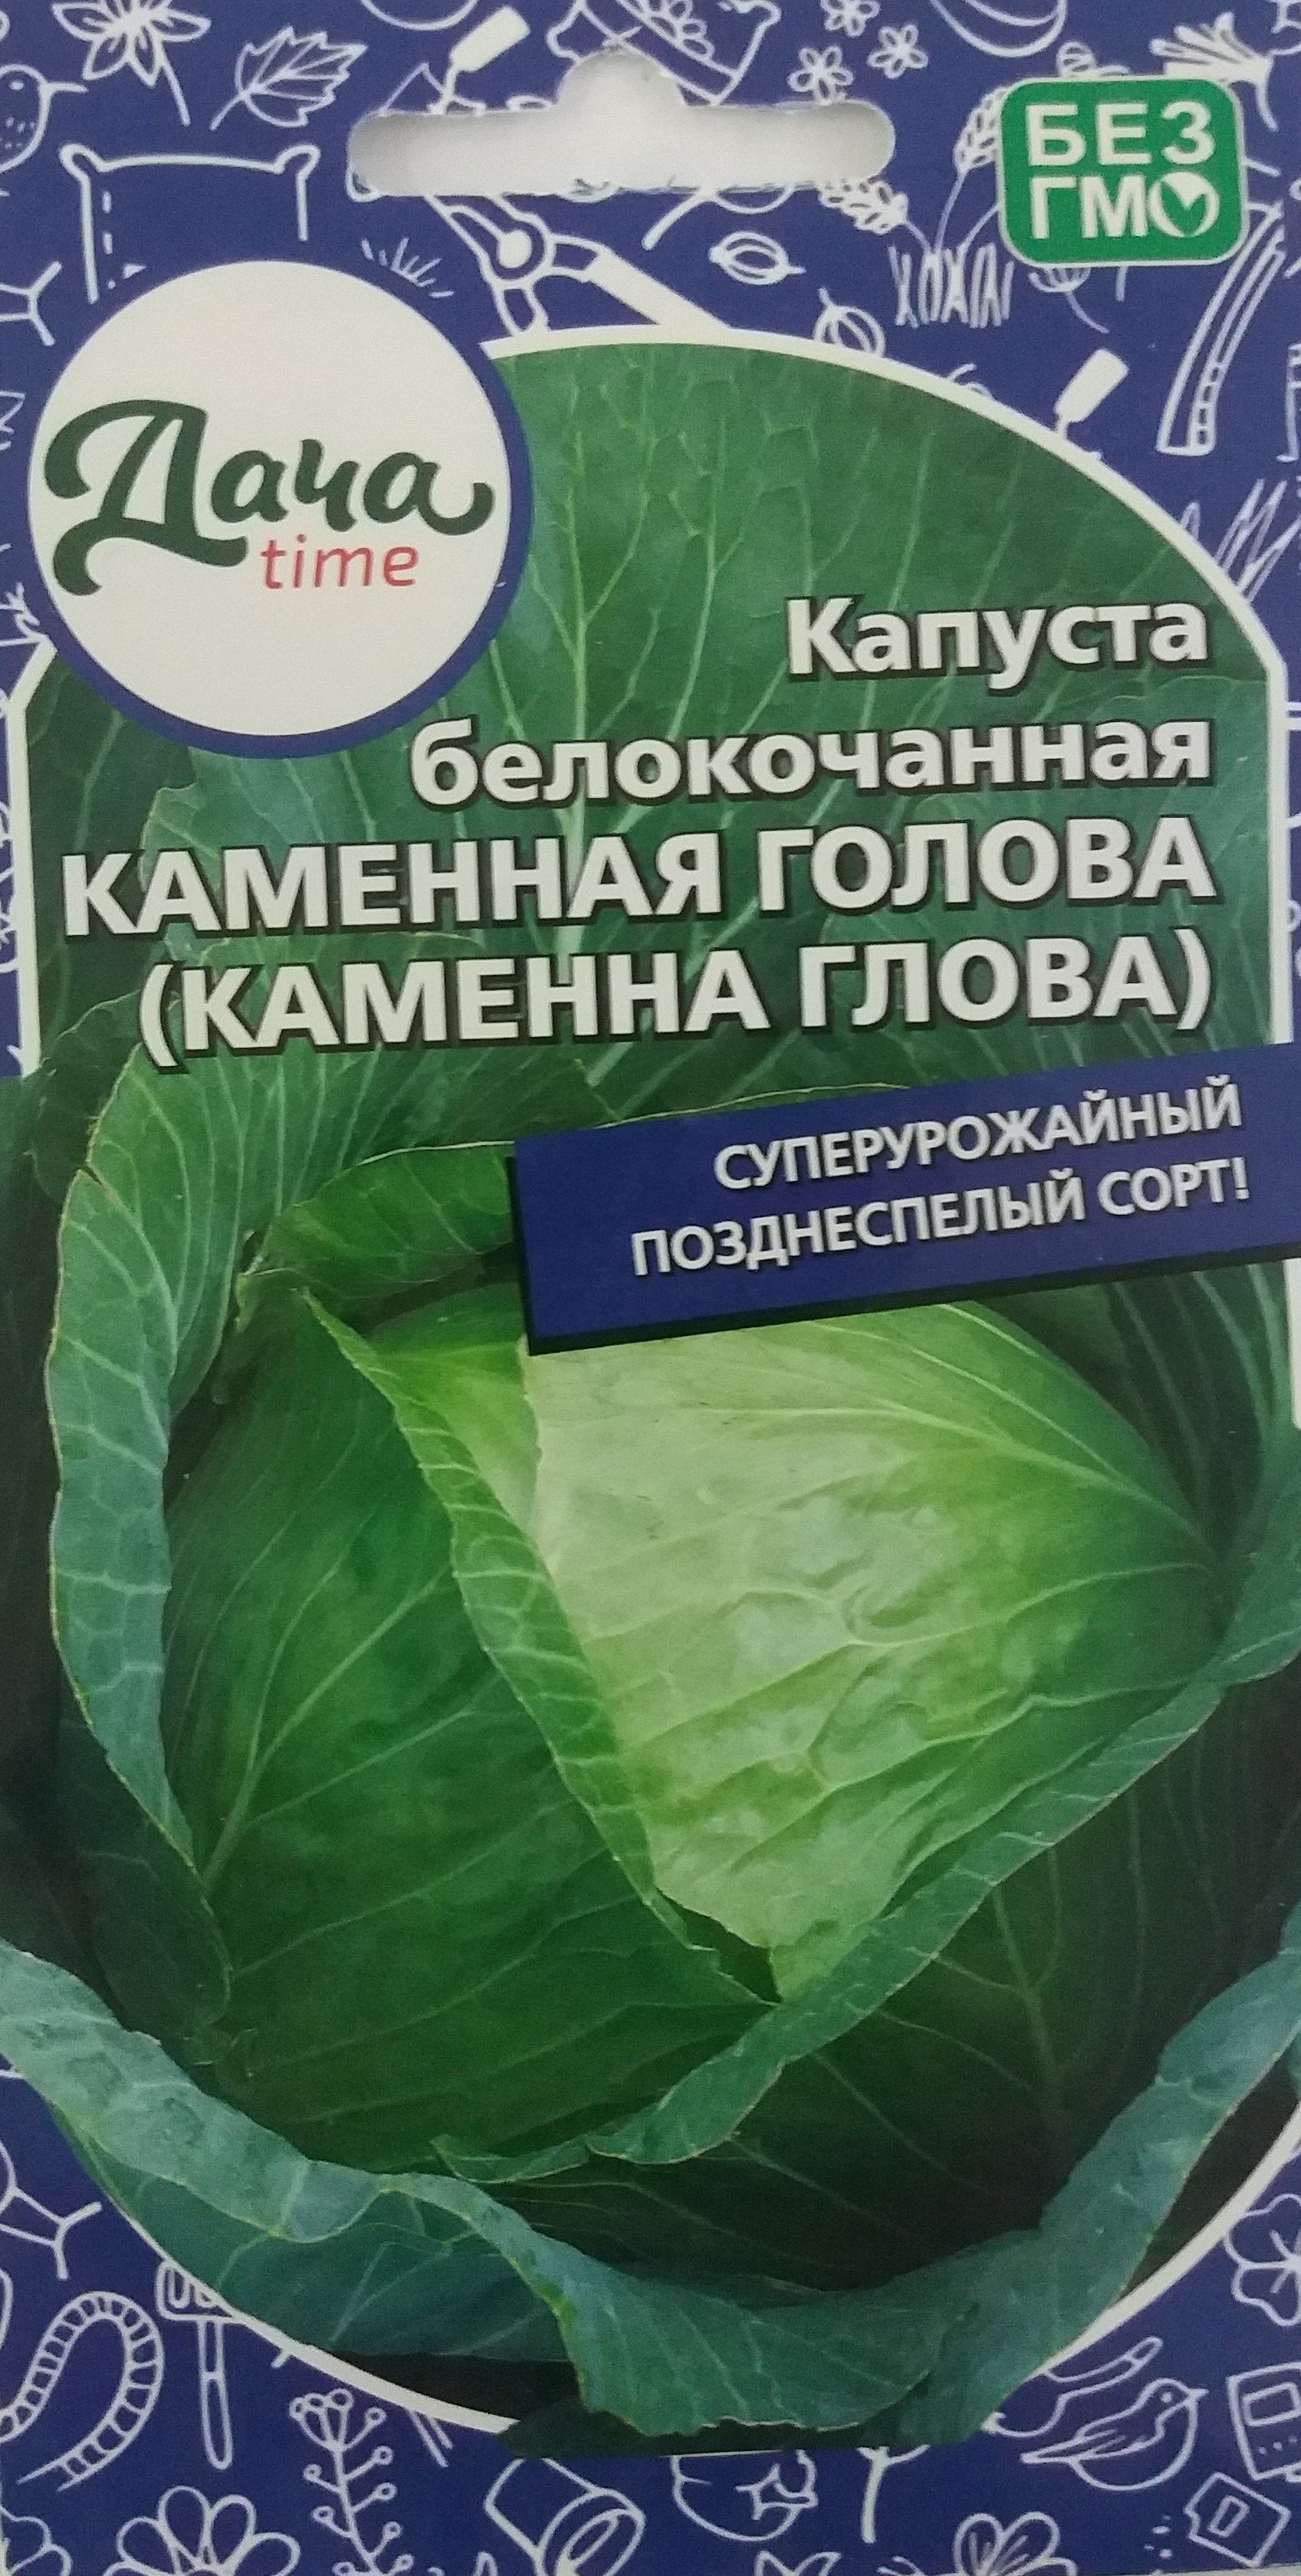 БЕЗ
ГМО
Дача
time
Капуста
белокочанная
КАМЕННАЯ ГОЛОВА
(КАМЕННА ГЛОВА)
СУПЕРУРОЖАЙНЫЙ
ПОЗДНЕСПЕЛЫЙ СОРТ!